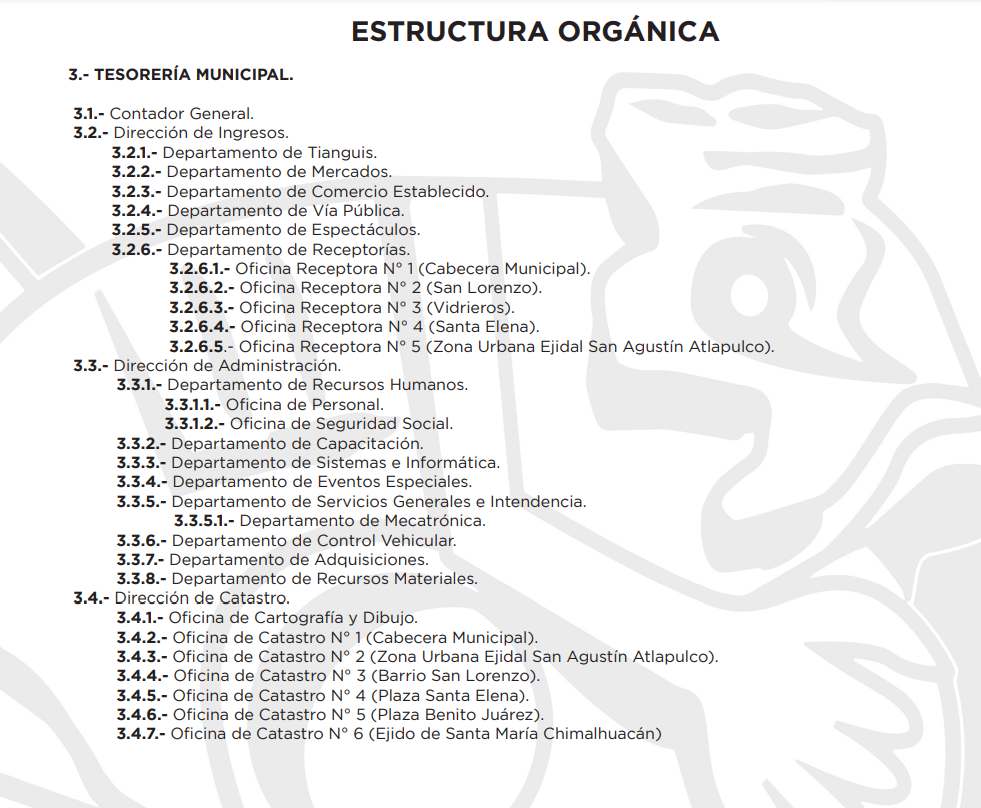 ESTRUCTURA ORGÁNICA
3.- TESORERÍA MUNICIPAL.
3.1.- Contador General.
3.2.- Dirección de Ingresos.
3.2.1.- Departamento de Tianguis.
3.2.2.- Departamento de Mercados.
3.2.3.- Departamento de Comercio Establecido.
3.2.4.- Departamento de Vía Pública.
3.2.5.- Departamento de Espectáculos.
3.2.6.- Departamento de Receptorías.
3.2.6.1.- Oficina Receptora N° 1 (Cabecera Municipal).
3.2.6.2.- Oficina Receptora N° 2 (San Lorenzo).
3.2.6.3.- Oficina Receptora N° 3 (Vidrieros).
3.2.6.4.- Oficina Receptora N° 4 (Santa Elena).
3.2.6.5.- Oficina Receptora N° 5 (Zona Urbana Ejidal San Agustín Atlapulco).
3.3.- Dirección de Administración.
3.3.1.- Departamento de Recursos Humanos.
3.3.1.1.- Oficina de Personal.
3.3.1.2.- Oficina de Seguridad Social.
3.3.2.- Departamento de Capacitación.
3.3.3.- Departamento de Sistemas e Informática.
3.3.4.- Departamento de Eventos Especiales.
3.3.5.- Departamento de Servicios Generales e Intendencia.
3.3.5.1.- Departamento de Mecatrónica.
3.3.6.- Departamento de Control Vehicular.
3.3.7.- Departamento de Adquisiciones.
3.3.8.- Departamento de Recursos Materiales.
3.4.- Dirección de Catastro.
3.4.1.- Oficina de Cartografía y Dibujo.
3.4.2.- Oficina de Catastro N° 1 (Cabecera Municipal).
3.4.3.- Oficina de Catastro N° 2 (Zona Urbana Ejidal San Agustín Atlapulco).
3.4.4.- Oficina de Catastro N° 3 (Barrio San Lorenzo).
3.4.5.- Oficina de Catastro N° 4 (Plaza Santa Elena).
3.4.6.- Oficina de Catastro N° 5 (Plaza Benito Juárez).
3.4.7.- Oficina de Catastro N° 6 (Ejido de Santa María Chimalhuacán)